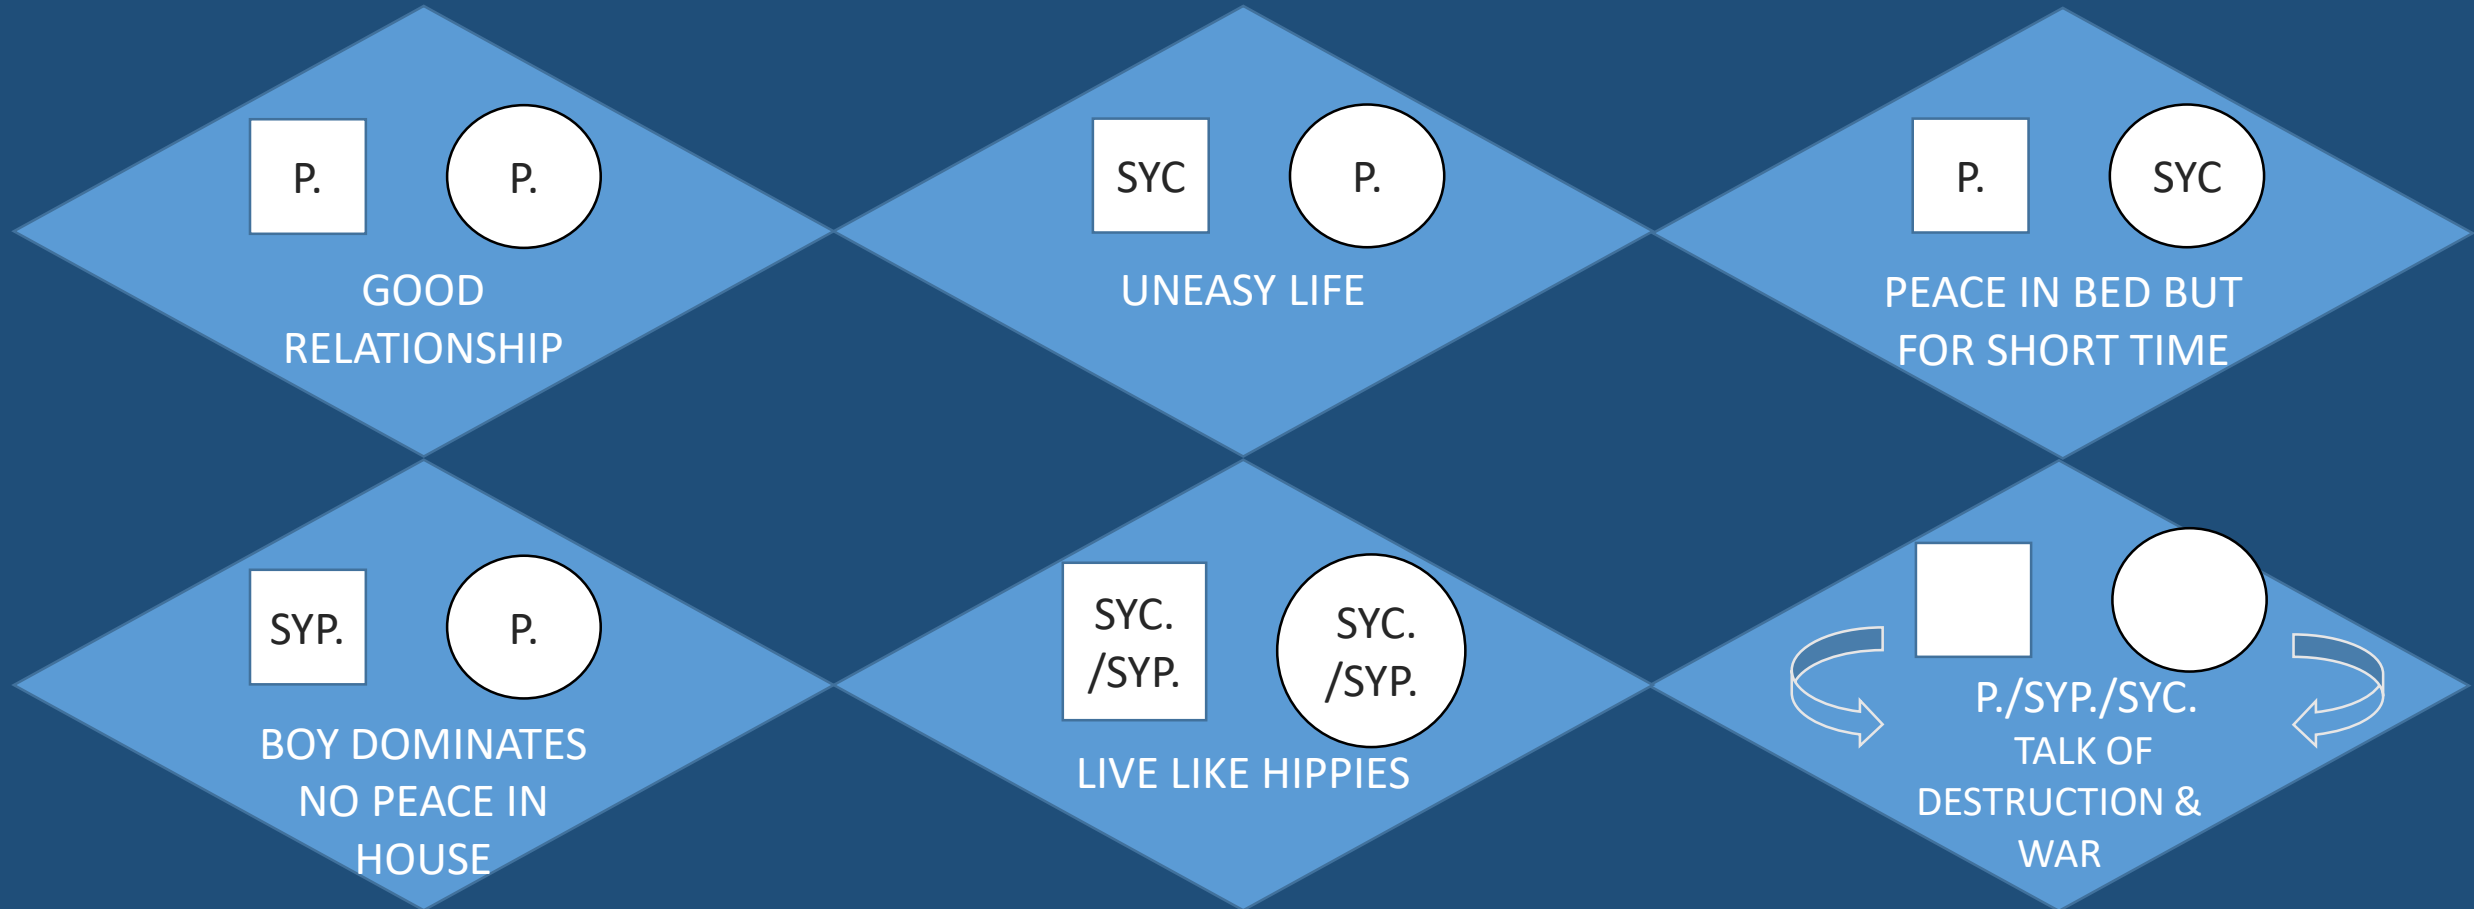 P.
P.
GOOD
RELATIONSHIP
SYC
P.
UNEASY LIFE
P.
SYC
PEACE IN BED BUT
FOR SHORT TIME
SYP.
P.
BOY DOMINATES
NO PEACE IN
HOUSE
SYC.
/SYP.
SYC.
/SYP.
LIVE LIKE HIPPIES
P./SYP./SYC.
TALK OF
DESTRUCTION &
WAR